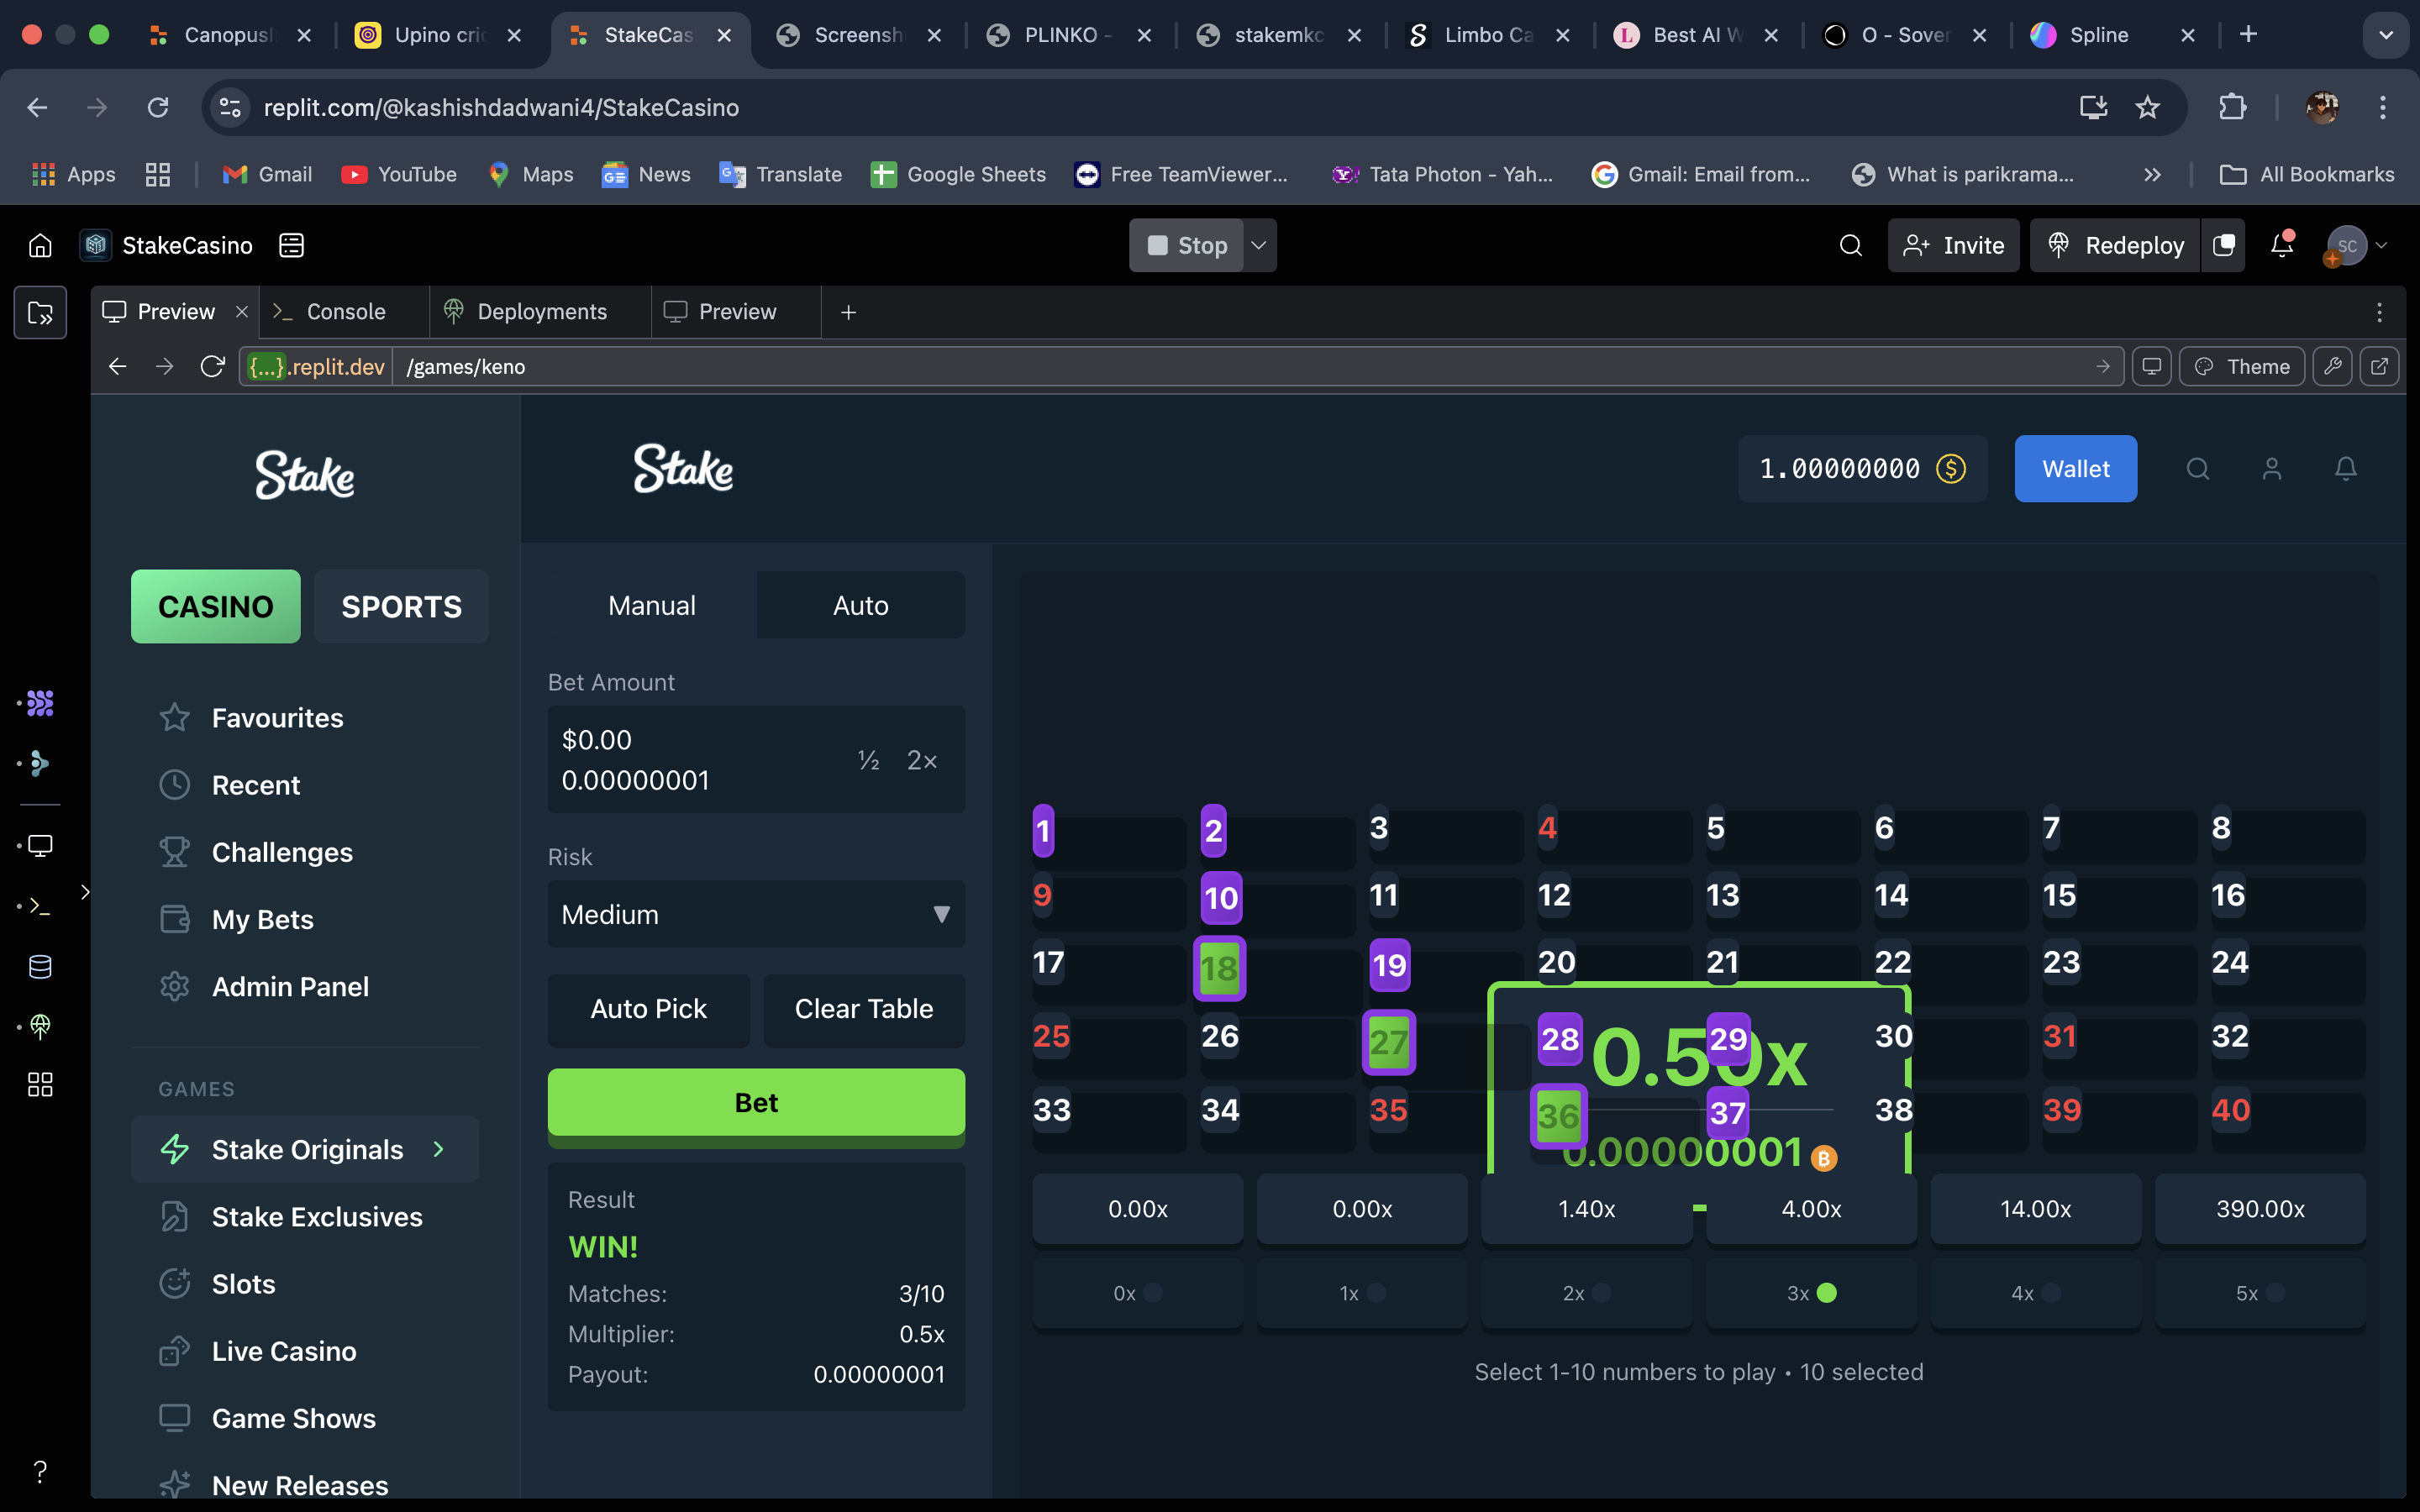 Canopus
Upino cric
StakeCas
Screensh
PLINKO -
stakemkc
Limbo Ca
Best AI W
O - Sover
Spline
replit.com/@kashishdadwani4/StakeCasino
Apps
Gmail
YouTube
Maps
News
Translate
Google Sheets
Free TeamViewer...
Tata Photon - Yah...
Gmail: Email from...
What is parikrama...
All Bookmarks
StakeCasino
Stop
Invite
Redeploy
SC
Preview
Console
Deployments
Preview
{...}.replit.dev
/games/keno
Theme
Stake
Stake
1.00000000
Wallet
CASINO
SPORTS
Favourites
Recent
Challenges
My Bets
Admin Panel
GAMES
Stake Originals
Stake Exclusives
Slots
Live Casino
Game Shows
New Releases
Manual
Auto
Bet Amount
$0.00
0.00000001
½
2×
Risk
Medium
Auto Pick
Clear Table
Bet
Result
WIN!
Matches: 3/10
Multiplier: 0.5x
Payout: 0.00000001
1 2 3 4 5 6 7 8
9 10 11 12 13 14 15 16
17 18 19 20 21 22 23 24
25 26 27 28 29 30 31 32
33 34 35 36 37 38 39 40
0.50x
0.00000001
0.00x 0.00x 1.40x 4.00x 14.00x 390.00x
0x 1x 2x 3x 4x 5x
Select 1-10 numbers to play • 10 selected